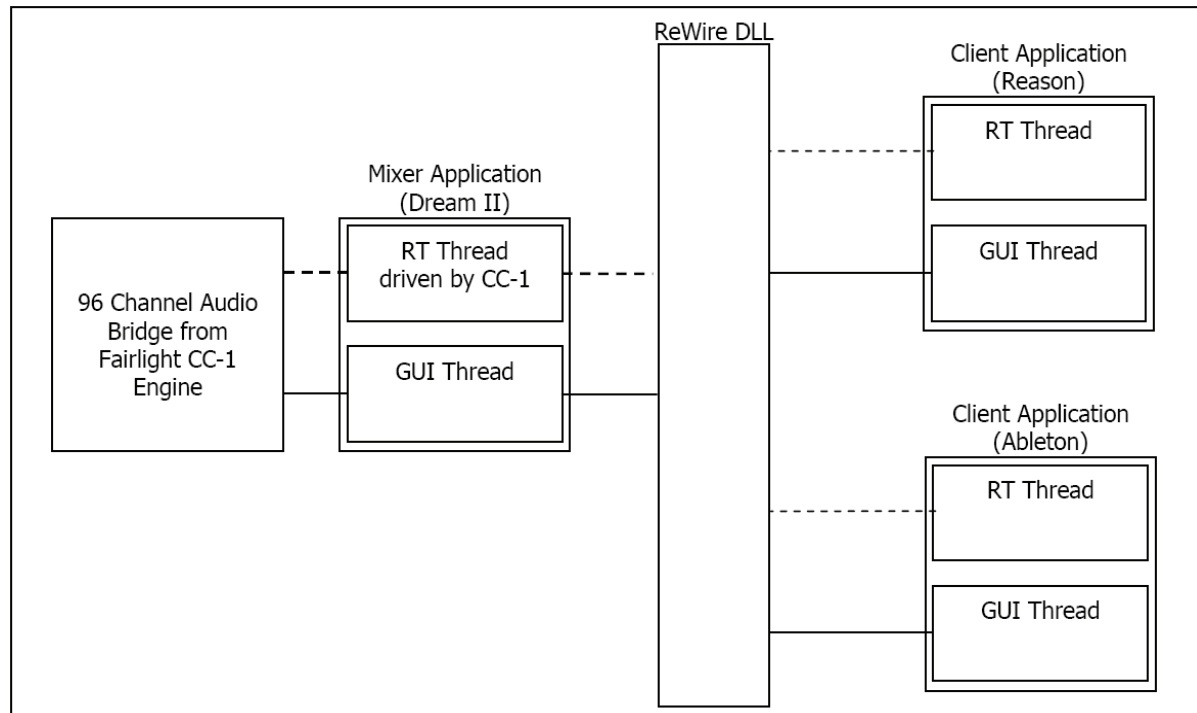 ReWire DLL
Client Application
(Reason)
RT Thread
GUI Thread
Mixer Application
(Dream II)
RT Thread
driven by CC-1
GUI Thread
96 Channel Audio
Bridge from
Fairlight CC-1
Engine
Client Application
(Ableton)
RT Thread
GUI Thread